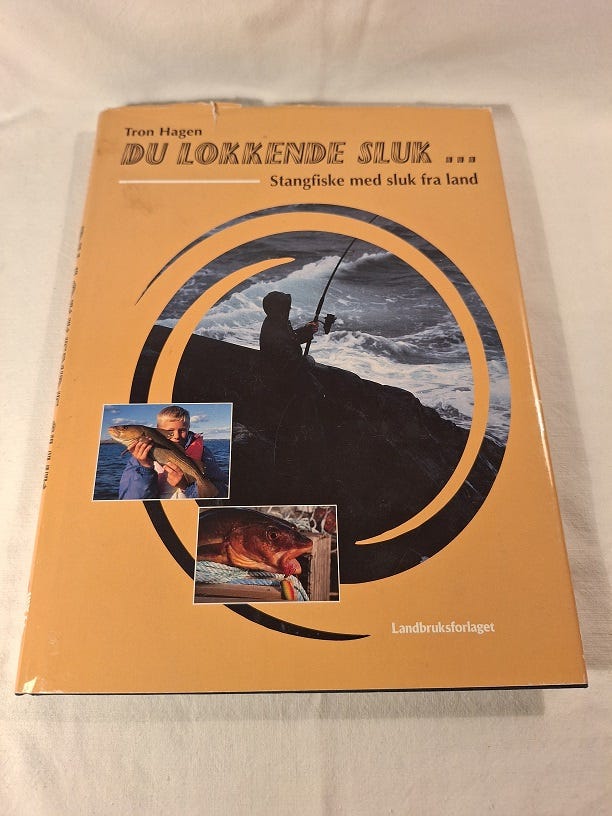 Tron Hagen
DU LOKKENDE SLUK ...
Stangfiske med sluk fra land
Landbruksforlaget